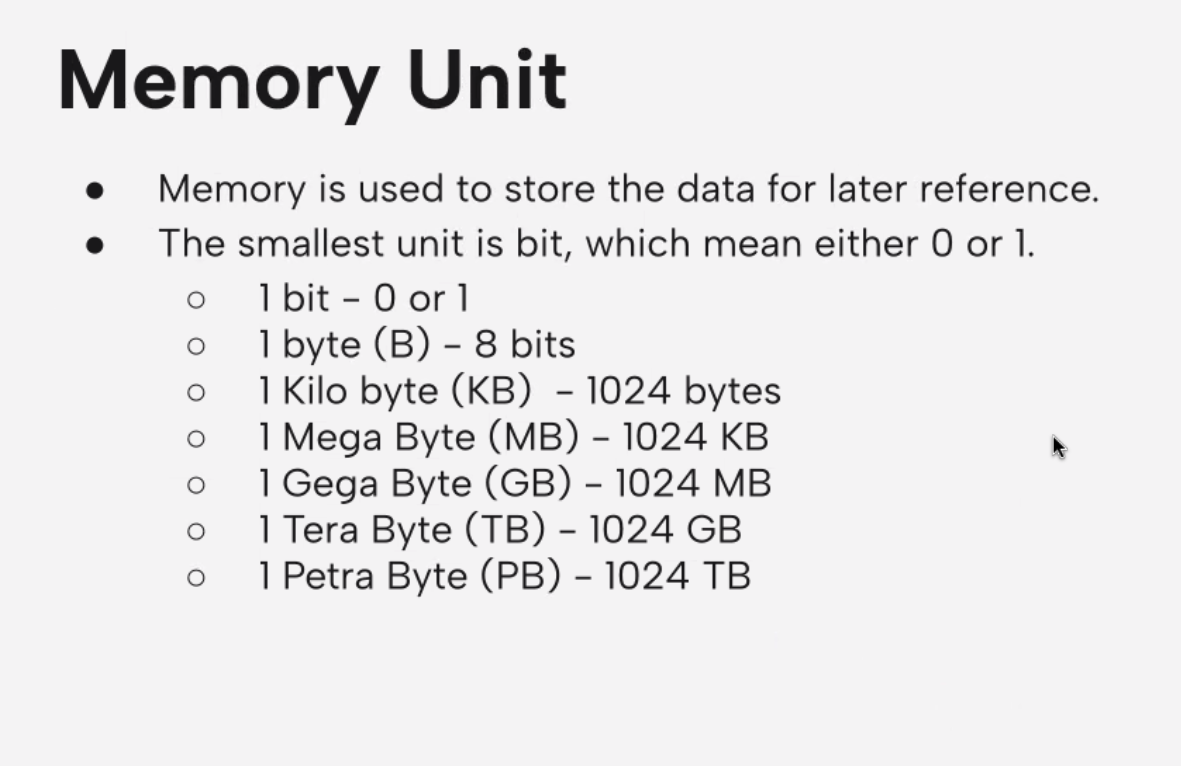 Memory Unit
● Memory is used to store the data for later reference.
● The smallest unit is bit, which mean either 0 or 1.
○ 1 bit – 0 or 1
○ 1 byte (B) – 8 bits
○ 1 Kilo byte (KB)  – 1024 bytes
○ 1 Mega Byte (MB) – 1024 KB
○ 1 Gega Byte (GB) – 1024 MB
○ 1 Tera Byte (TB) – 1024 GB
○ 1 Petra Byte (PB) – 1024 TB